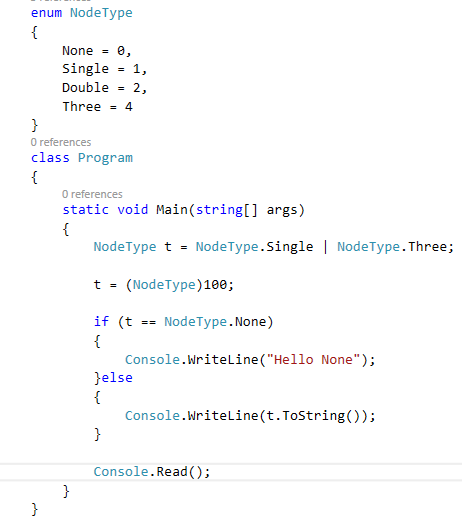 enum NodeType
{
None = 0,
Single = 1,
Double = 2,
Three = 4
}
0 references
class Program
{
0 references
static void Main(string[] args)
{
NodeType t = NodeType.Single | NodeType.Three;
t = (NodeType)100;
if (t == NodeType.None)
{
Console.WriteLine("Hello None");
}else
{
Console.WriteLine(t.ToString());
}
Console.Read();
}
}